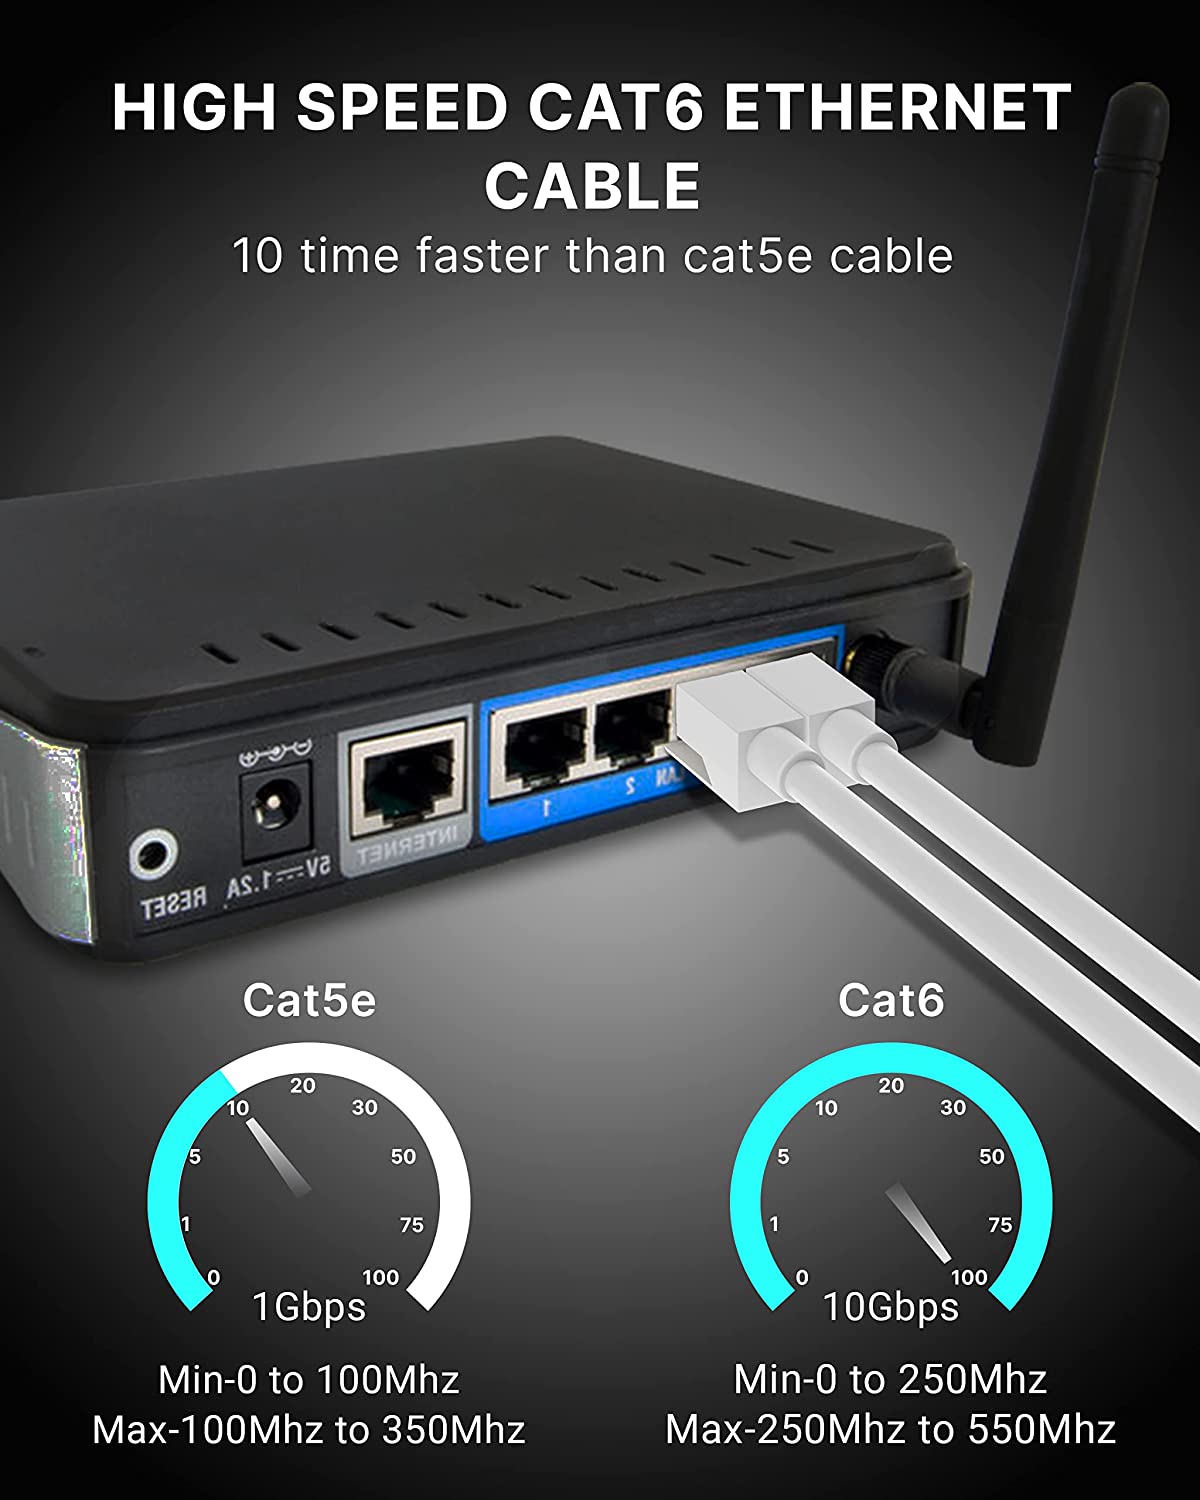 HIGH SPEED CAT6 ETHERNET
CABLE
10 time faster than cat5e cable
RESET
5V⎓1.2A
INTERNET
1
2
LAN
Cat5e
0
1
5
10
20
30
50
75
100
1Gbps
Min-0 to 100Mhz
Max-100Mhz to 350Mhz
Cat6
0
1
5
10
20
30
50
75
100
10Gbps
Min-0 to 250Mhz
Max-250Mhz to 550Mhz